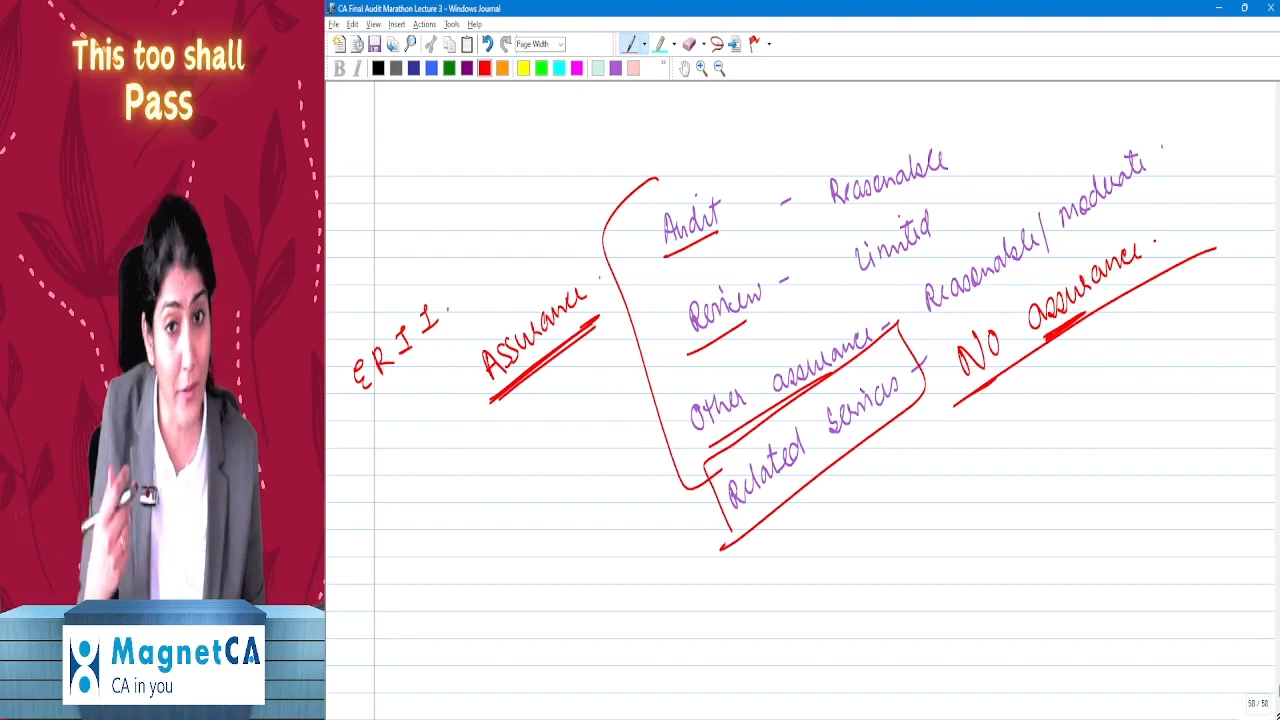 This too shall
Pass
CA Final Audit Marathon Lecture 3 - Windows Journal
File Edit View Insert Actions Tools Help
Page Width
B I
Audit - Reasonable
Review - Limited
Other assurance - Reasonable/ moderate
Related services - No assurance.
Assurance
E R I I.
MagnetCA
CA in you
58 / 58